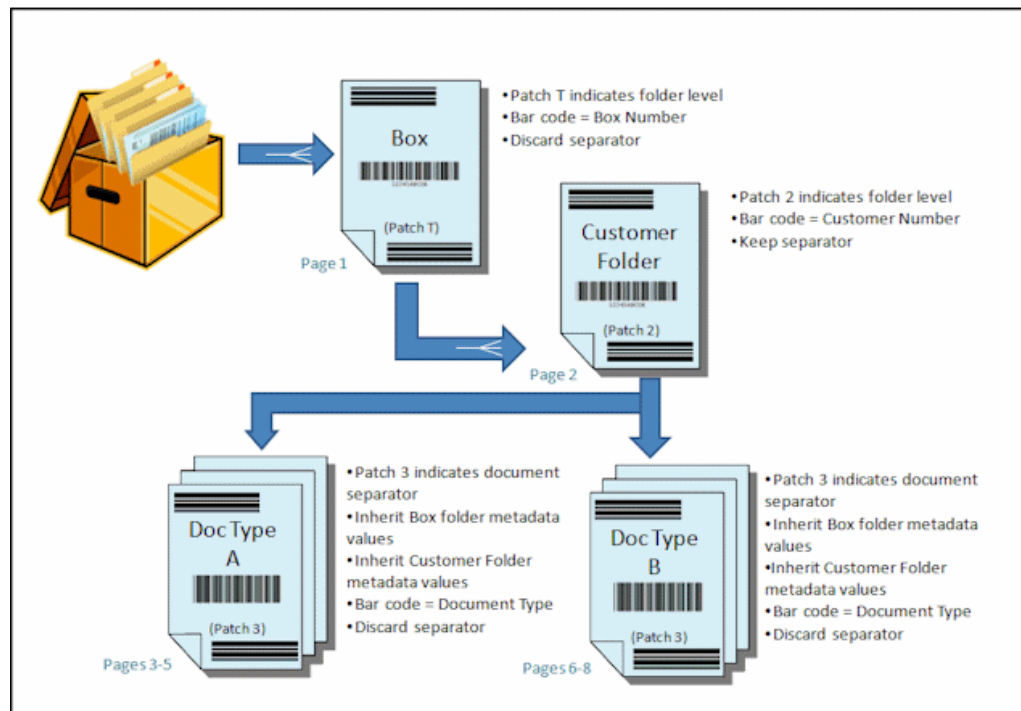 Box
(Patch T)
Page 1
•Patch T indicates folder level
•Bar code = Box Number
•Discard separator
Customer
Folder
(Patch 2)
Page 2
•Patch 2 indicates folder level
•Bar code = Customer Number
•Keep separator
Doc Type
A
(Patch 3)
Pages 3-5
•Patch 3 indicates document
separator
•Inherit Box folder metadata
values
•Inherit Customer Folder
metadata values
•Bar code = Document Type
•Discard separator
Doc Type
B
(Patch 3)
Pages 6-8
•Patch 3 indicates document
separator
•Inherit Box folder metadata
values
•Inherit Customer Folder
metadata values
•Bar code = Document Type
•Discard separator